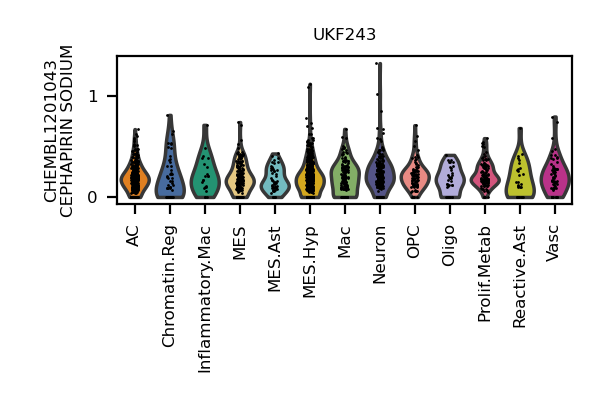 UKF243
CHEMBL1201043
CEPHAPIRIN SODIUM
1
0
AC
Chromatin.Reg
Inflammatory.Mac
MES
MES.Ast
MES.Hyp
Mac
Neuron
OPC
Oligo
Prolif.Metab
Reactive.Ast
Vasc